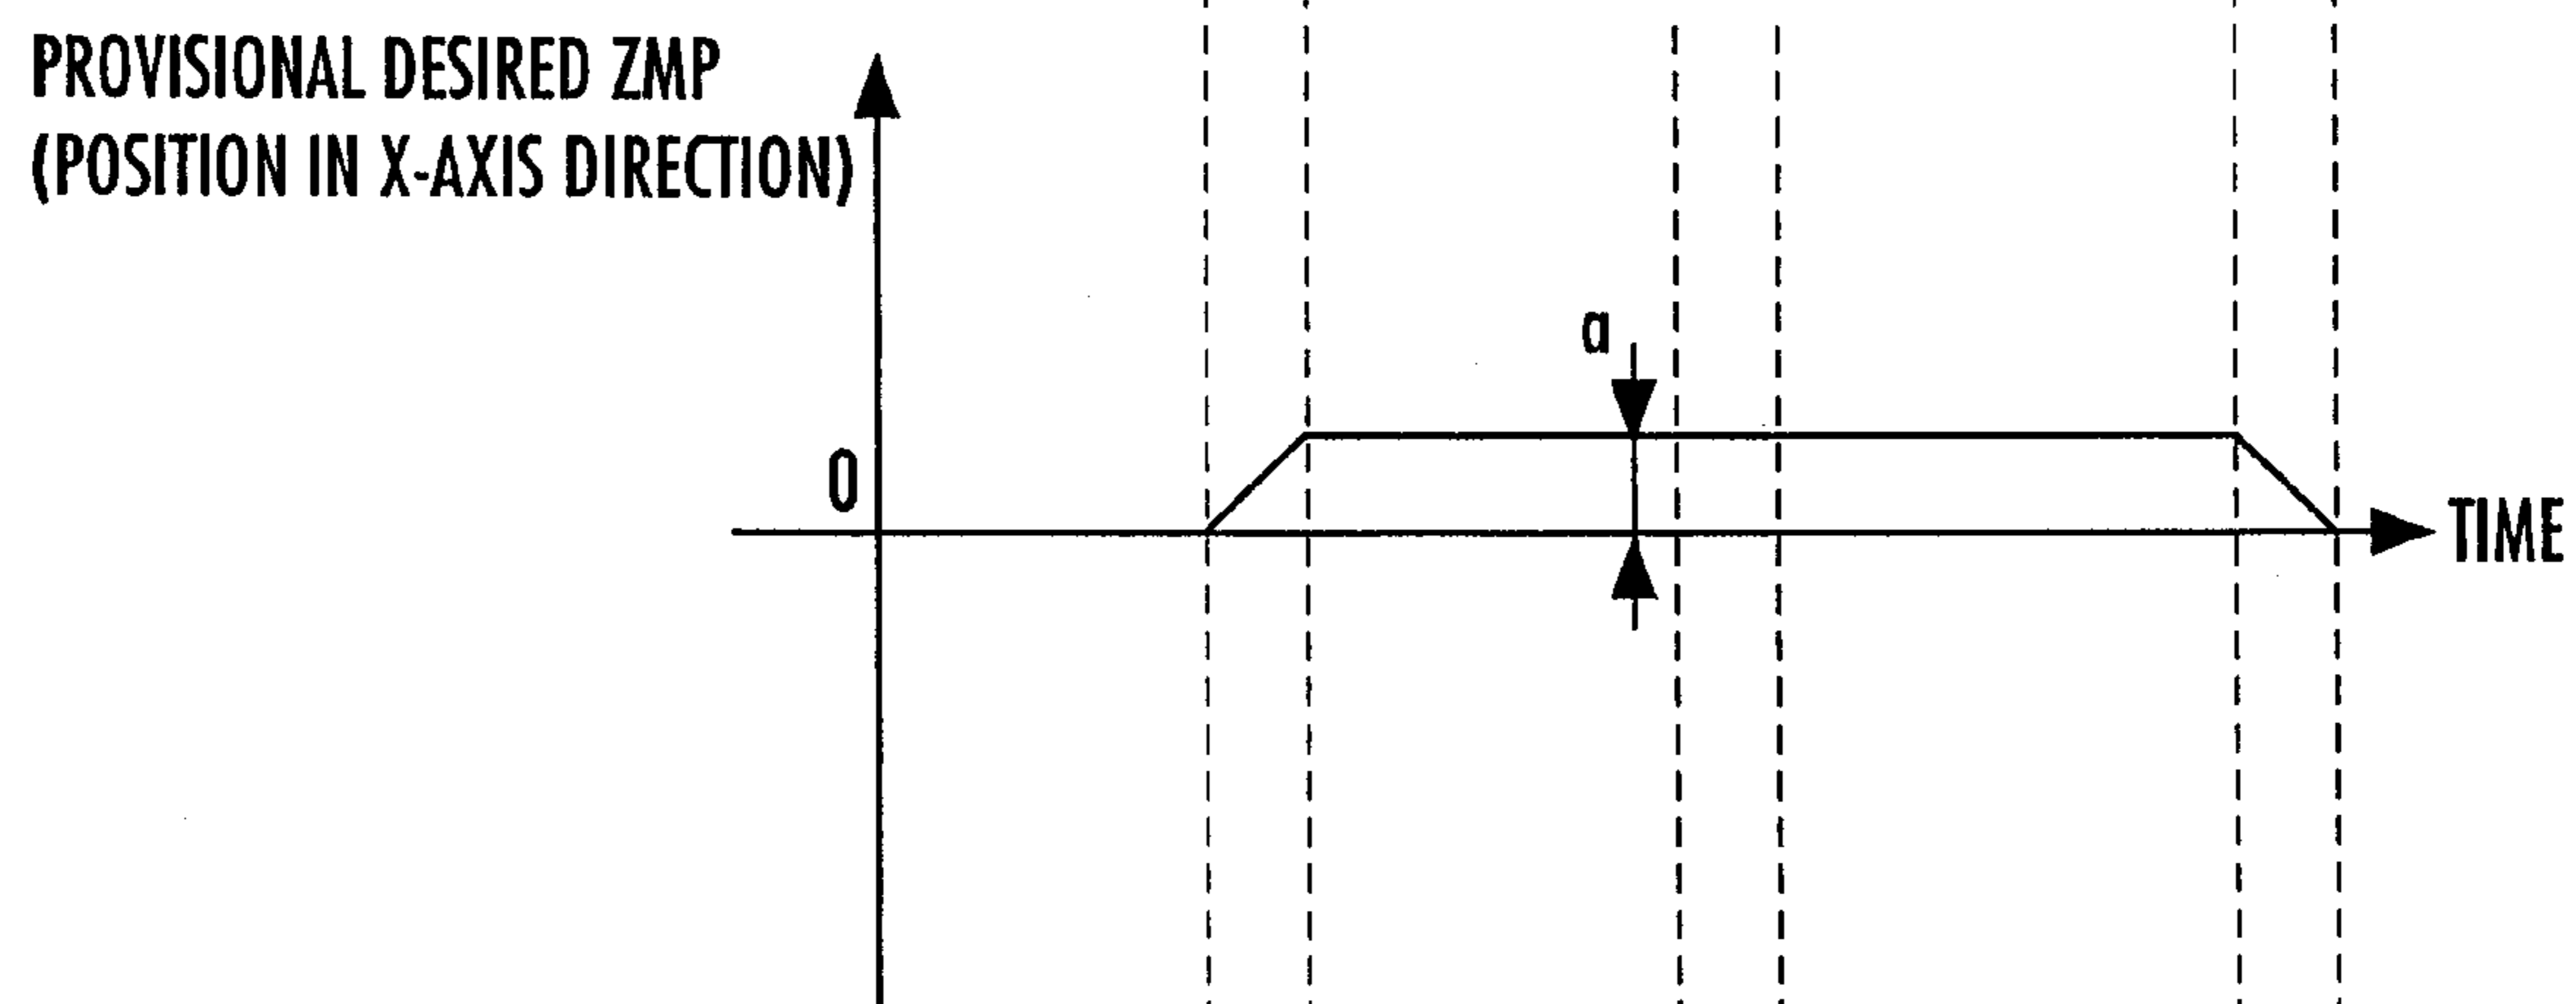 PROVISIONAL DESIRED ZMP
(POSITION IN X-AXIS DIRECTION)
a
0
TIME